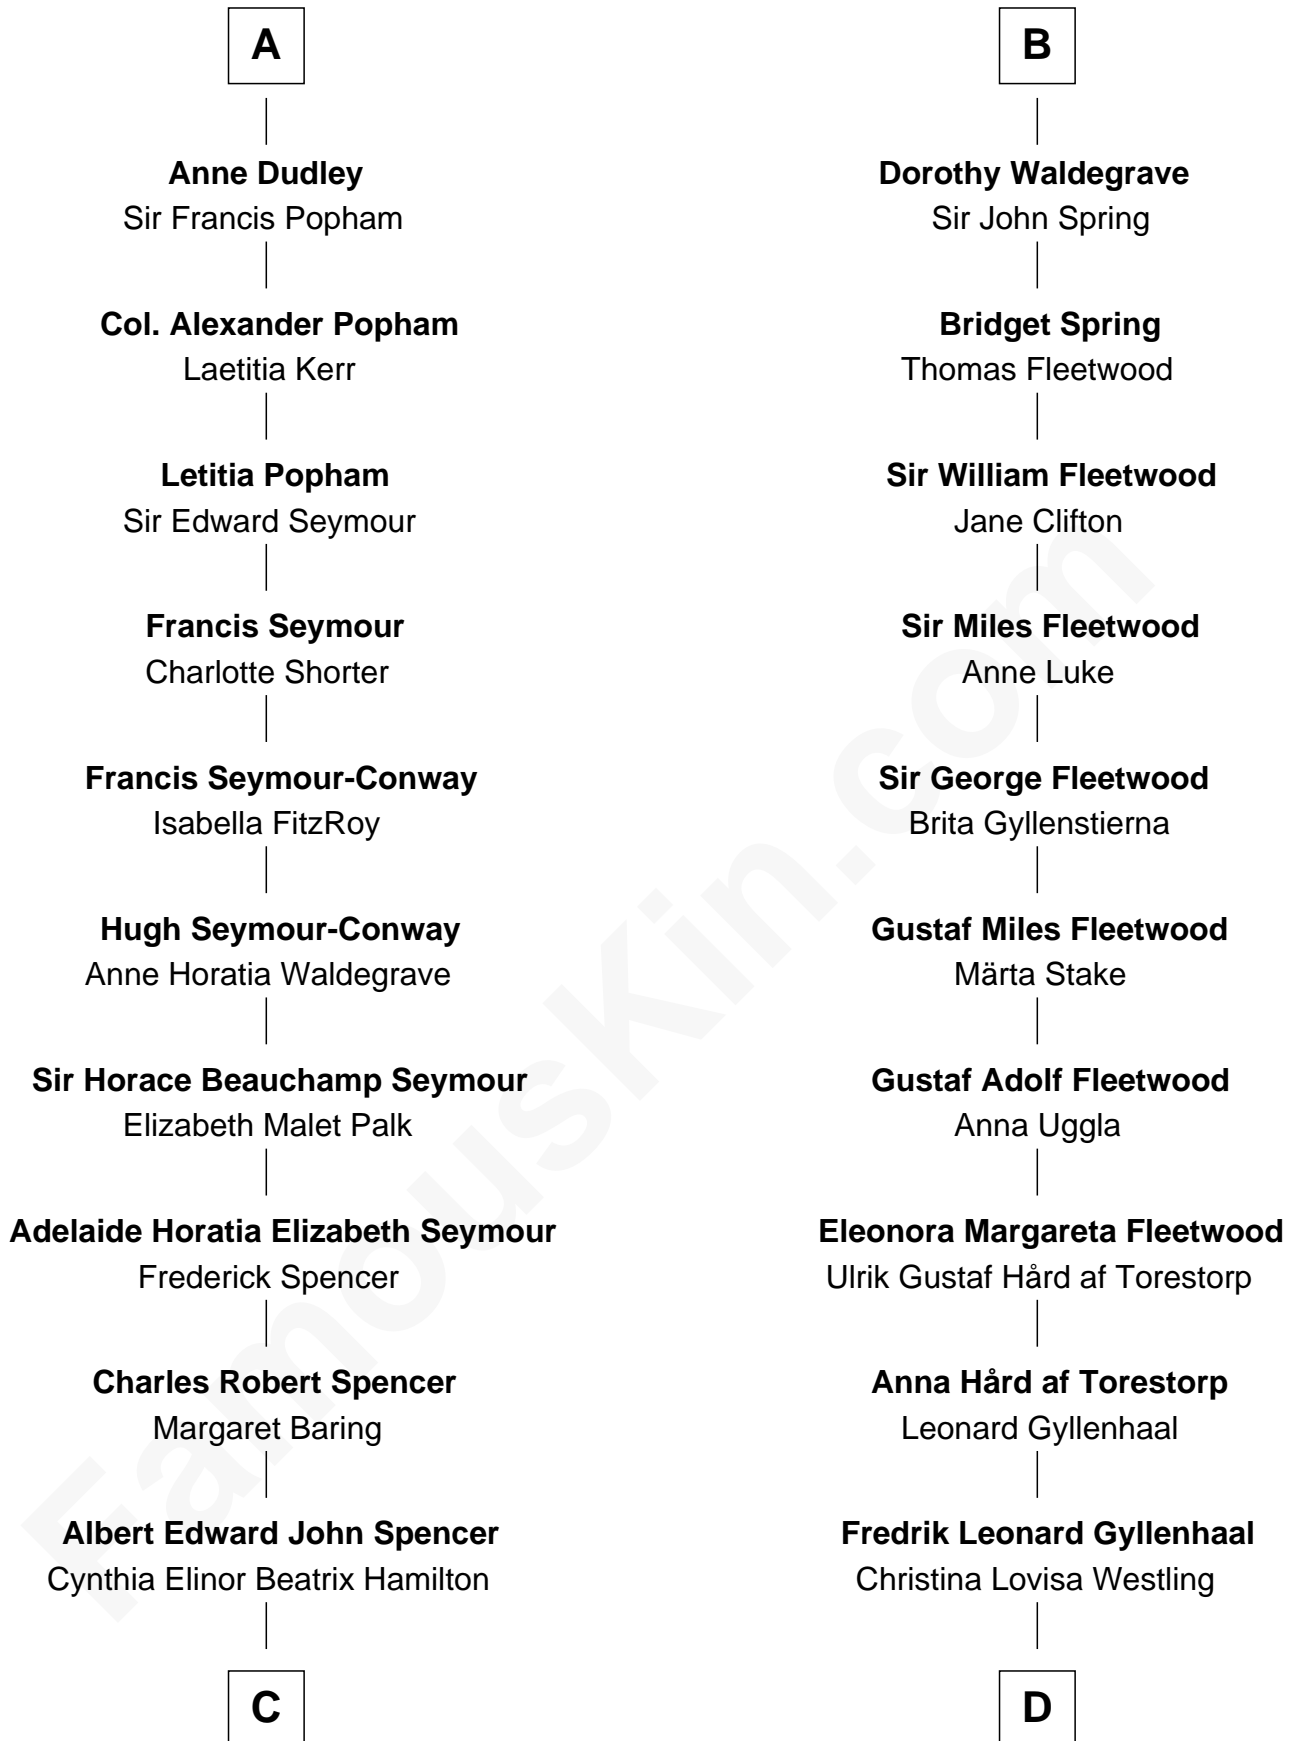 A
Anne Dudley
Sir Francis Popham
Col. Alexander Popham
Laetitia Kerr
Letitia Popham
Sir Edward Seymour
Francis Seymour
Charlotte Shorter
Francis Seymour-Conway
Isabella FitzRoy
Hugh Seymour-Conway
Anne Horatia Waldegrave
Sir Horace Beauchamp Seymour
Elizabeth Malet Palk
Adelaide Horatia Elizabeth Seymour
Frederick Spencer
Charles Robert Spencer
Margaret Baring
Albert Edward John Spencer
Cynthia Elinor Beatrix Hamilton
C
B
Dorothy Waldegrave
Sir John Spring
Bridget Spring
Thomas Fleetwood
Sir William Fleetwood
Jane Clifton
Sir Miles Fleetwood
Anne Luke
Sir George Fleetwood
Brita Gyllenstierna
Gustaf Miles Fleetwood
Märta Stake
Gustaf Adolf Fleetwood
Anna Uggla
Eleonora Margareta Fleetwood
Ulrik Gustaf Hård af Torestorp
Anna Hård af Torestorp
Leonard Gyllenhaal
Fredrik Leonard Gyllenhaal
Christina Lovisa Westling
D
FamousKin.com